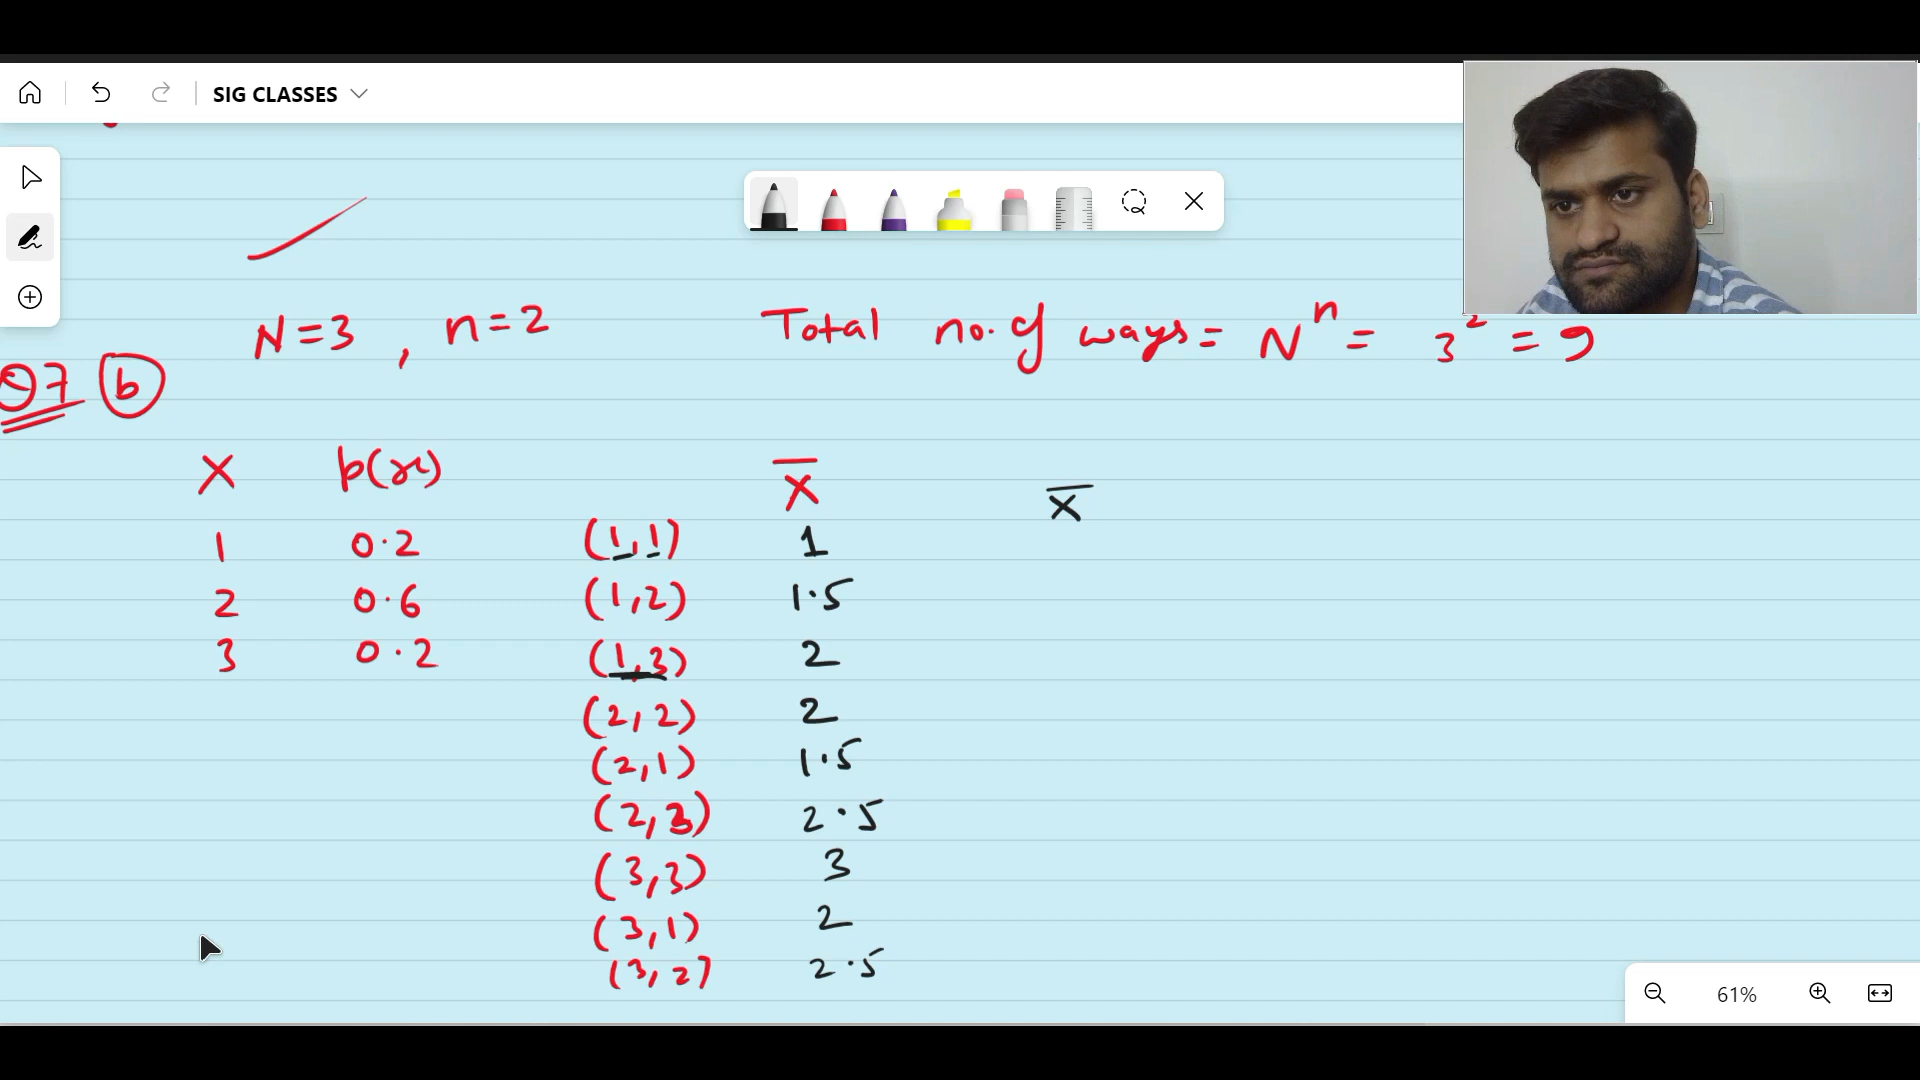 SIG CLASSES
N=3 , n=2 Total no. of ways = Nⁿ = 3² = 9
Q7 (b)
X p(x) X̅ X̅
1 0.2 (1,1) 1
2 0.6 (1,2) 1.5
3 0.2 (1,3) 2
(2,2) 2
(2,1) 1.5
(2,3) 2.5
(3,3) 3
(3,1) 2
(3,2) 2.5
61%